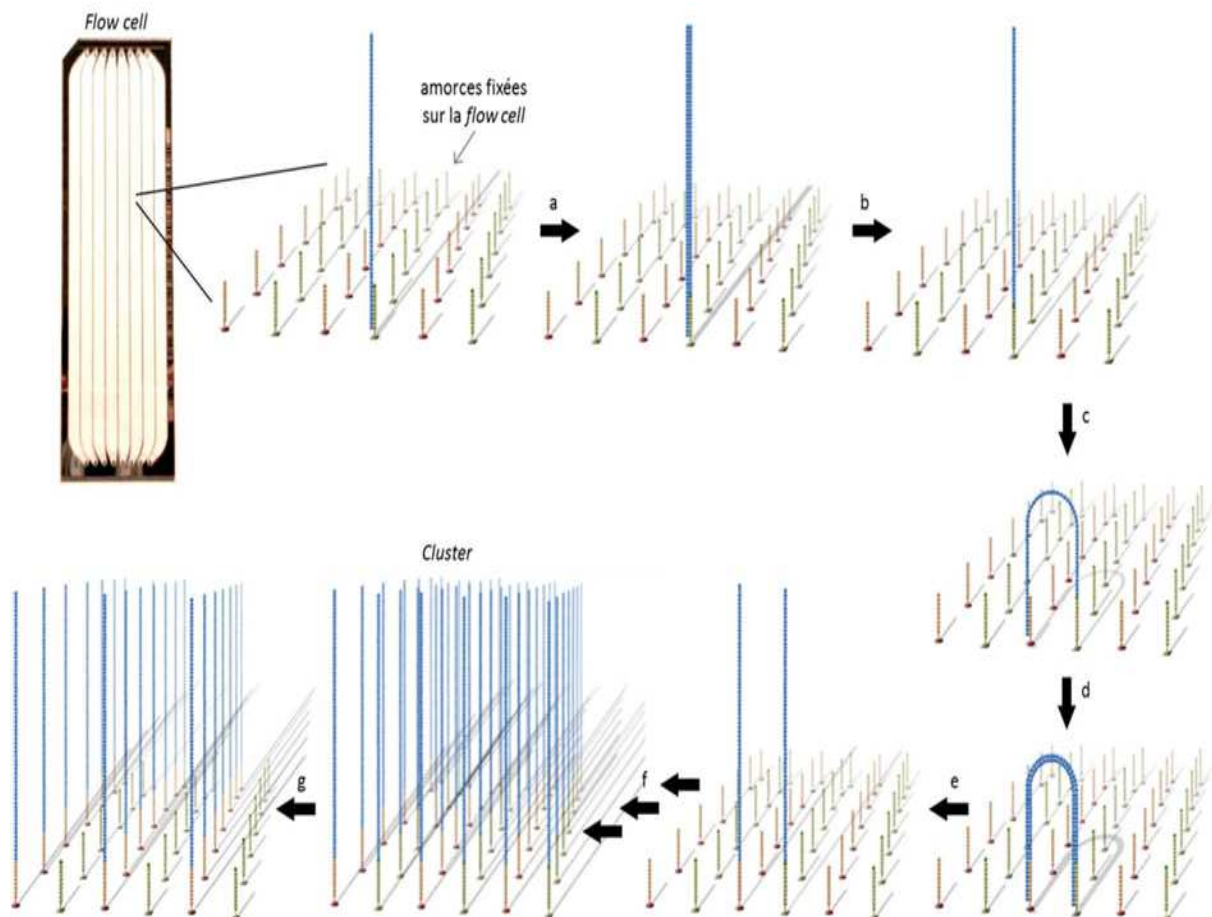 Flow cell
amorces fixées
sur la flow cell
a
b
c
d
e
f
g
Cluster